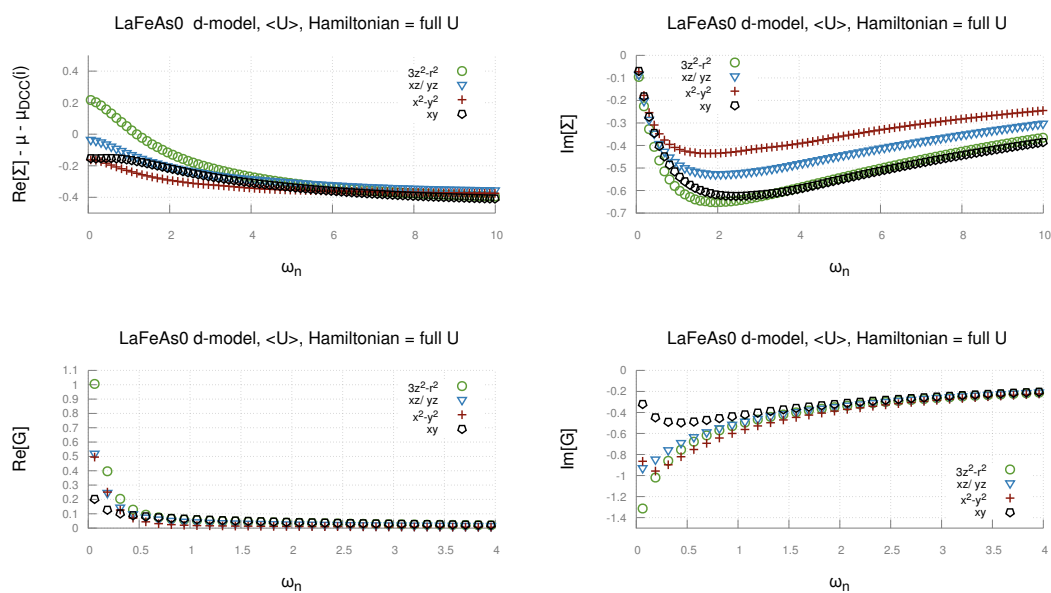 LaFeAs0 d-model, <U>, Hamiltonian = full U
Re[Σ] - μ - μDCC(i)
0.4
0.2
0
-0.2
-0.4
0 2 4 6 8 10
ωn
3z²-r²
xz/ yz
x²-y²
xy
LaFeAs0 d-model, <U>, Hamiltonian = full U
Im[Σ]
0
-0.1
-0.2
-0.3
-0.4
-0.5
-0.6
-0.7
0 2 4 6 8 10
ωn
3z²-r²
xz/ yz
x²-y²
xy
LaFeAs0 d-model, <U>, Hamiltonian = full U
Re[G]
1.1
1
0.9
0.8
0.7
0.6
0.5
0.4
0.3
0.2
0.1
0
0 0.5 1 1.5 2 2.5 3 3.5 4
ωn
3z²-r²
xz/ yz
x²-y²
xy
LaFeAs0 d-model, <U>, Hamiltonian = full U
Im[G]
0
-0.2
-0.4
-0.6
-0.8
-1
-1.2
-1.4
0 0.5 1 1.5 2 2.5 3 3.5 4
ωn
3z²-r²
xz/ yz
x²-y²
xy